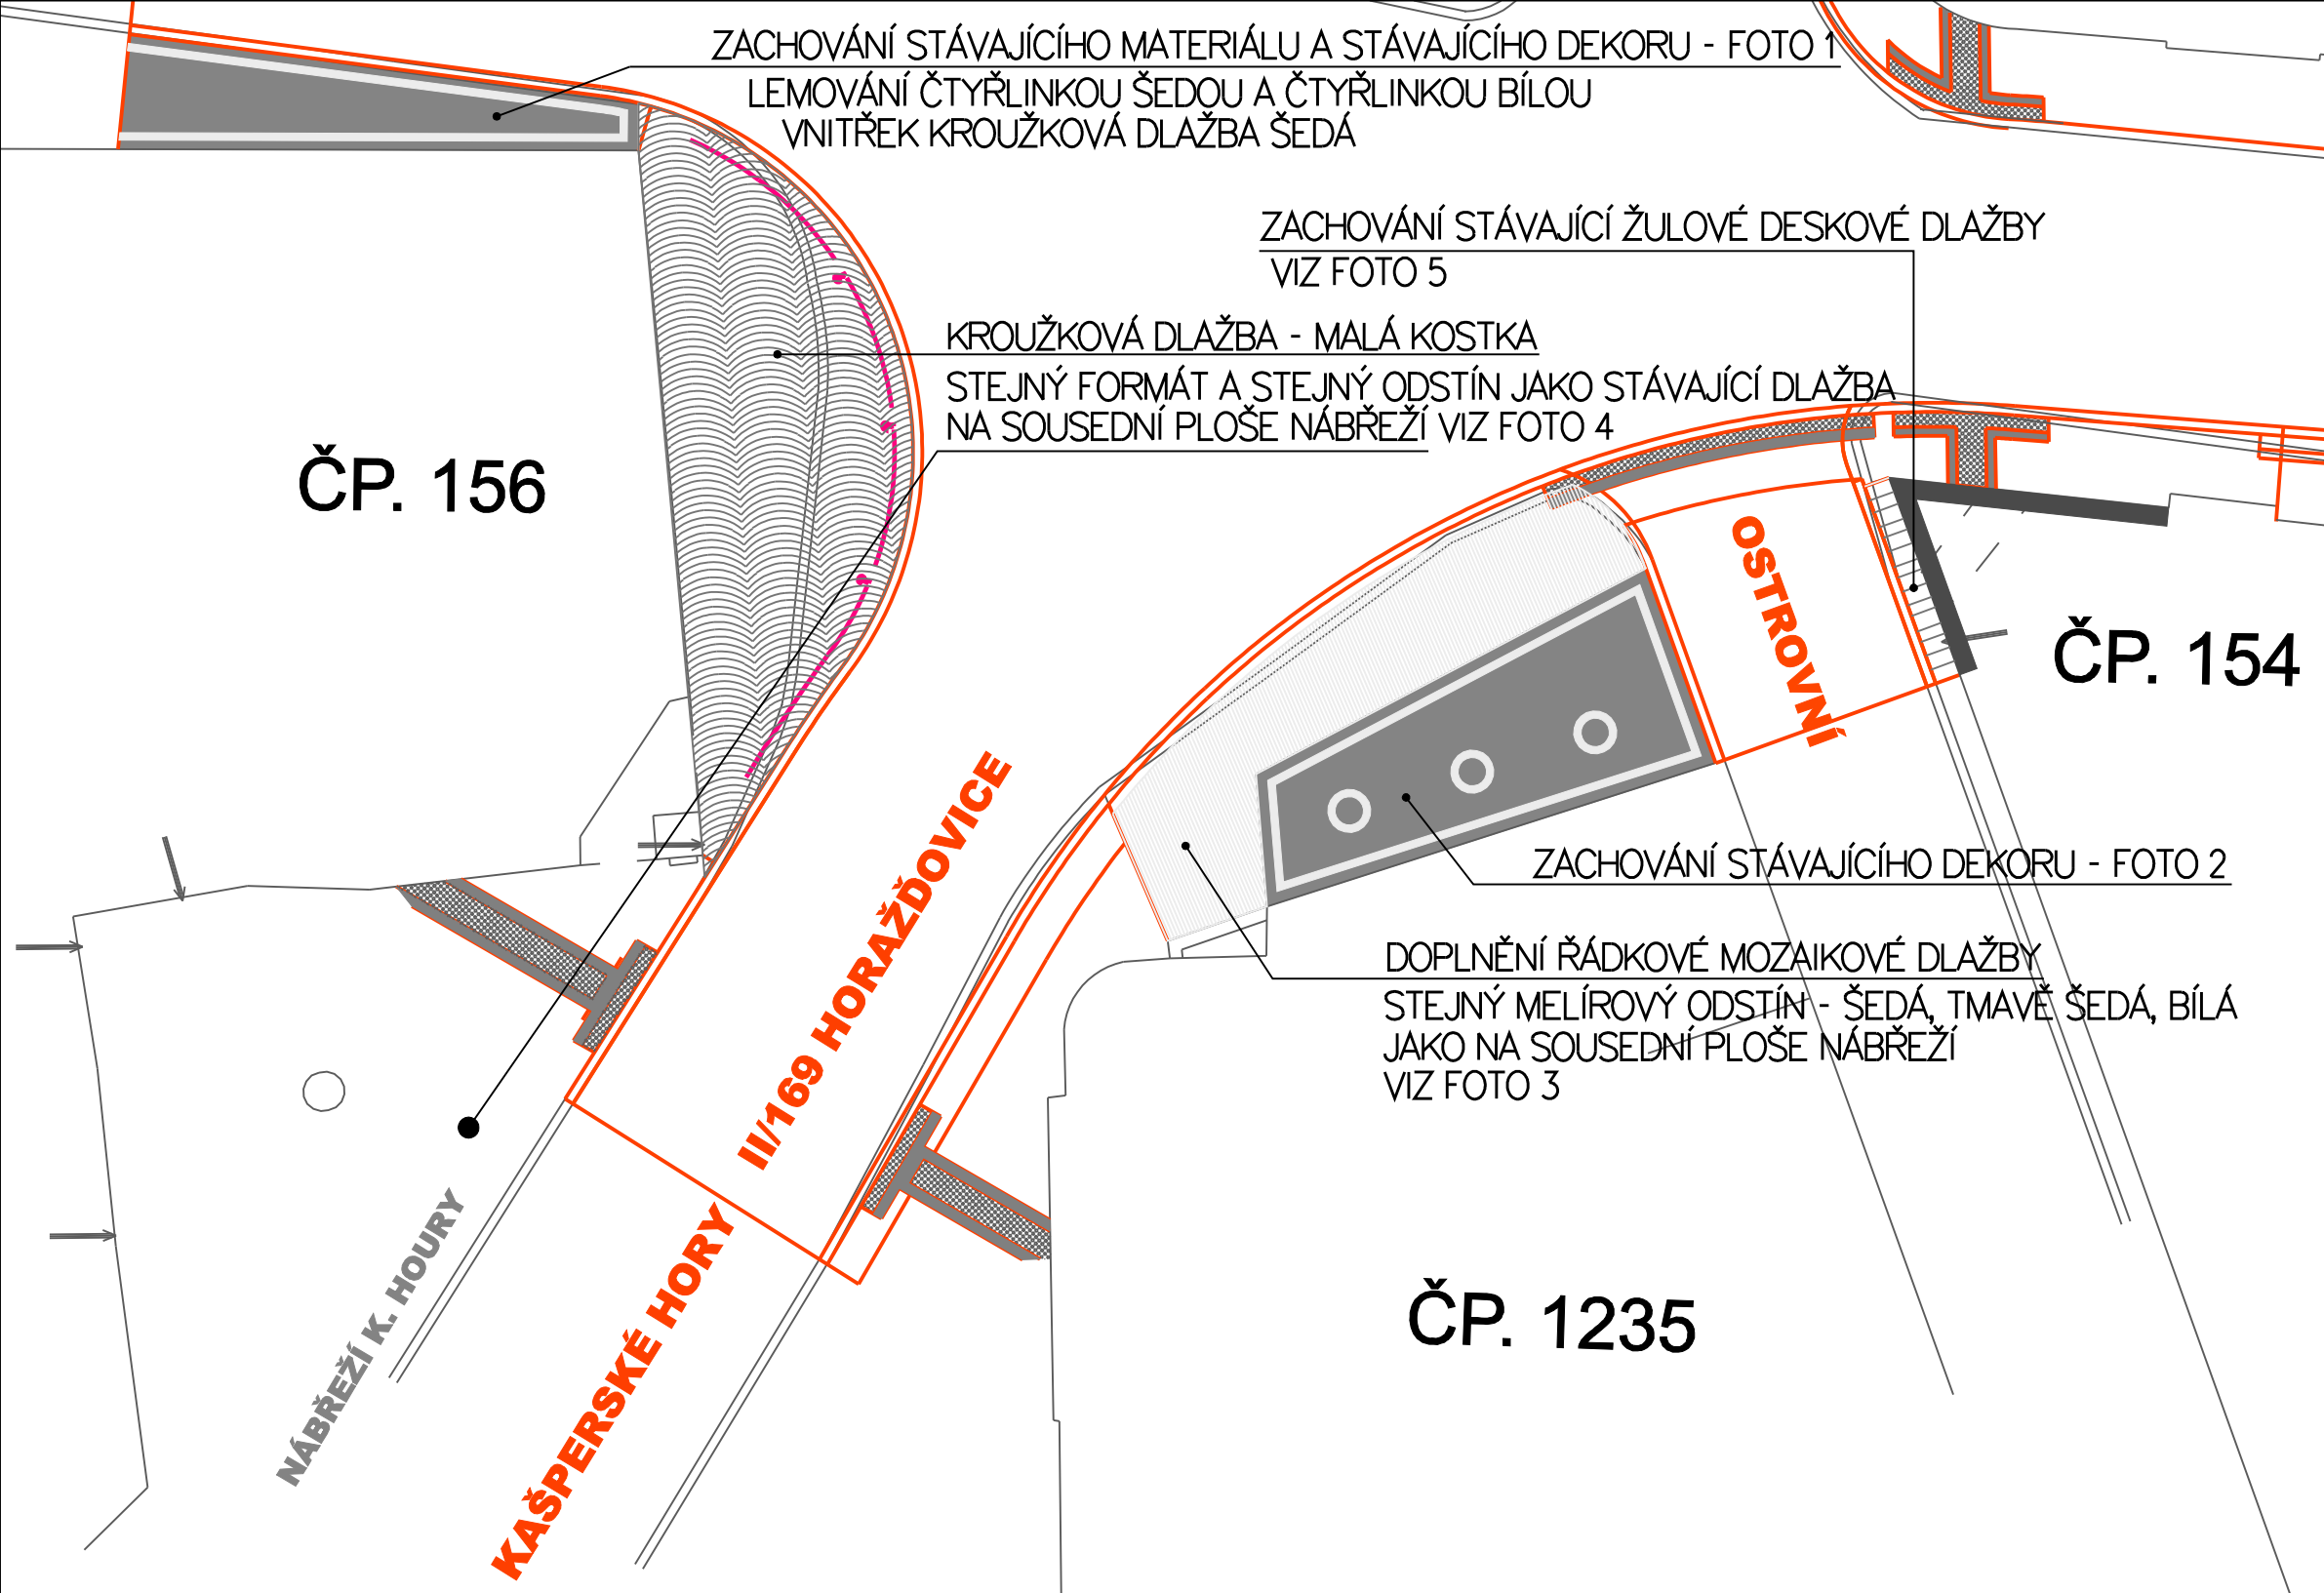 ZACHOVÁNÍ STÁVAJÍCÍHO MATERIÁLU A STÁVAJÍCÍHO DEKORU - FOTO 1
LEMOVÁNÍ ČTYŘLINKOU ŠEDOU A ČTYŘLINKOU BÍLOU
VNITŘEK KROUŽKOVÁ DLAŽBA ŠEDÁ
ZACHOVÁNÍ STÁVAJÍCÍ ŽULOVÉ DESKOVÉ DLAŽBY
VIZ FOTO 5
KROUŽKOVÁ DLAŽBA - MALÁ KOSTKA
STEJNÝ FORMÁT A STEJNÝ ODSTÍN JAKO STÁVAJÍCÍ DLAŽBA
NA SOUSEDNÍ PLOŠE NÁBŘEŽÍ VIZ FOTO 4
ČP. 156
OSTROVNÍ
ČP. 154
ZACHOVÁNÍ STÁVAJÍCÍHO DEKORU - FOTO 2
DOPLNĚNÍ ŘÁDKOVÉ MOZAIKOVÉ DLAŽBY
STEJNÝ MELÍROVÝ ODSTÍN - ŠEDÁ, TMAVĚ ŠEDÁ, BÍLÁ
JAKO NA SOUSEDNÍ PLOŠE NÁBŘEŽÍ
VIZ FOTO 3
II/169 HORAŽĎOVICE
NÁBŘEŽÍ K. HOURY
KAŠPERSKÉ HORY
ČP. 1235